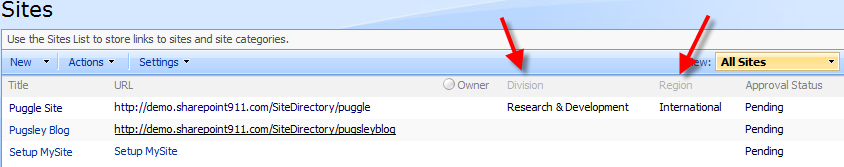 Sites
Use the Sites List to store links to sites and site categories.
New Actions Settings View: All Sites
Title URL Owner Division Region Approval Status
Puggle Site http://demo.sharepoint911.com/SiteDirectory/puggle Research & Development International Pending
Pugsley Blog http://demo.sharepoint911.com/SiteDirectory/pugsleyblog Pending
Setup MySite Setup MySite Pending